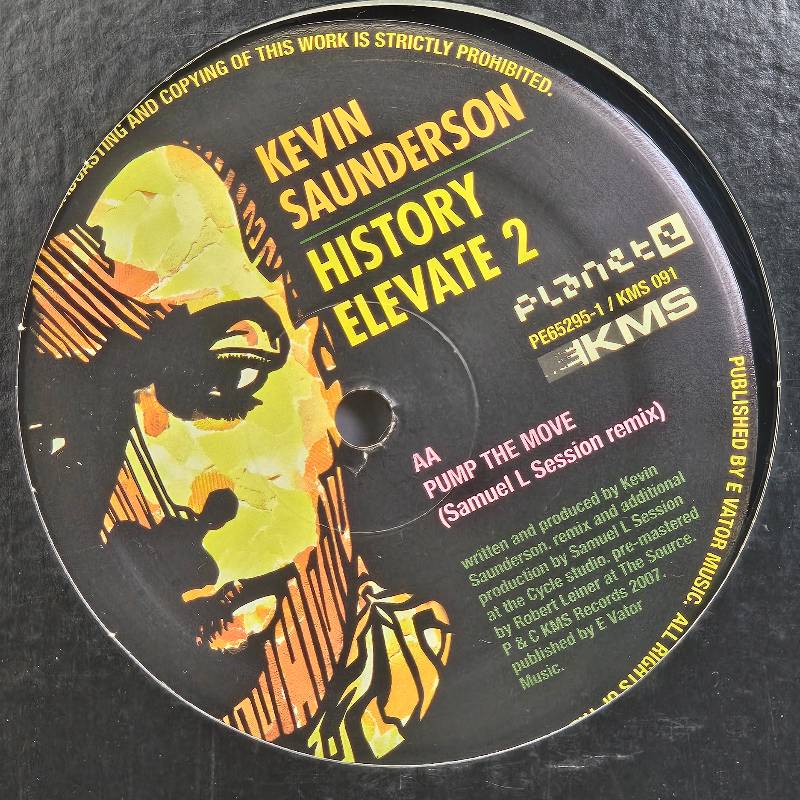 AND COPYING OF THIS WORK IS STRICTLY PROHIBITED.
KEVIN
SAUNDERSON
HISTORY
ELEVATE 2
PLANET E
PE65295-1 / KMS 091
KMS
AA
PUMP THE MOVE
(Samuel L Session remix)
written and produced by Kevin
Saunderson. remix and additional
production by Samuel L Session
at the Cycle studio. pre-mastered
by Robert Leiner at The Source.
P & C KMS Records 2007.
published by E Vator
Music.
PUBLISHED BY E VATOR MUSIC. ALL RIGHTS